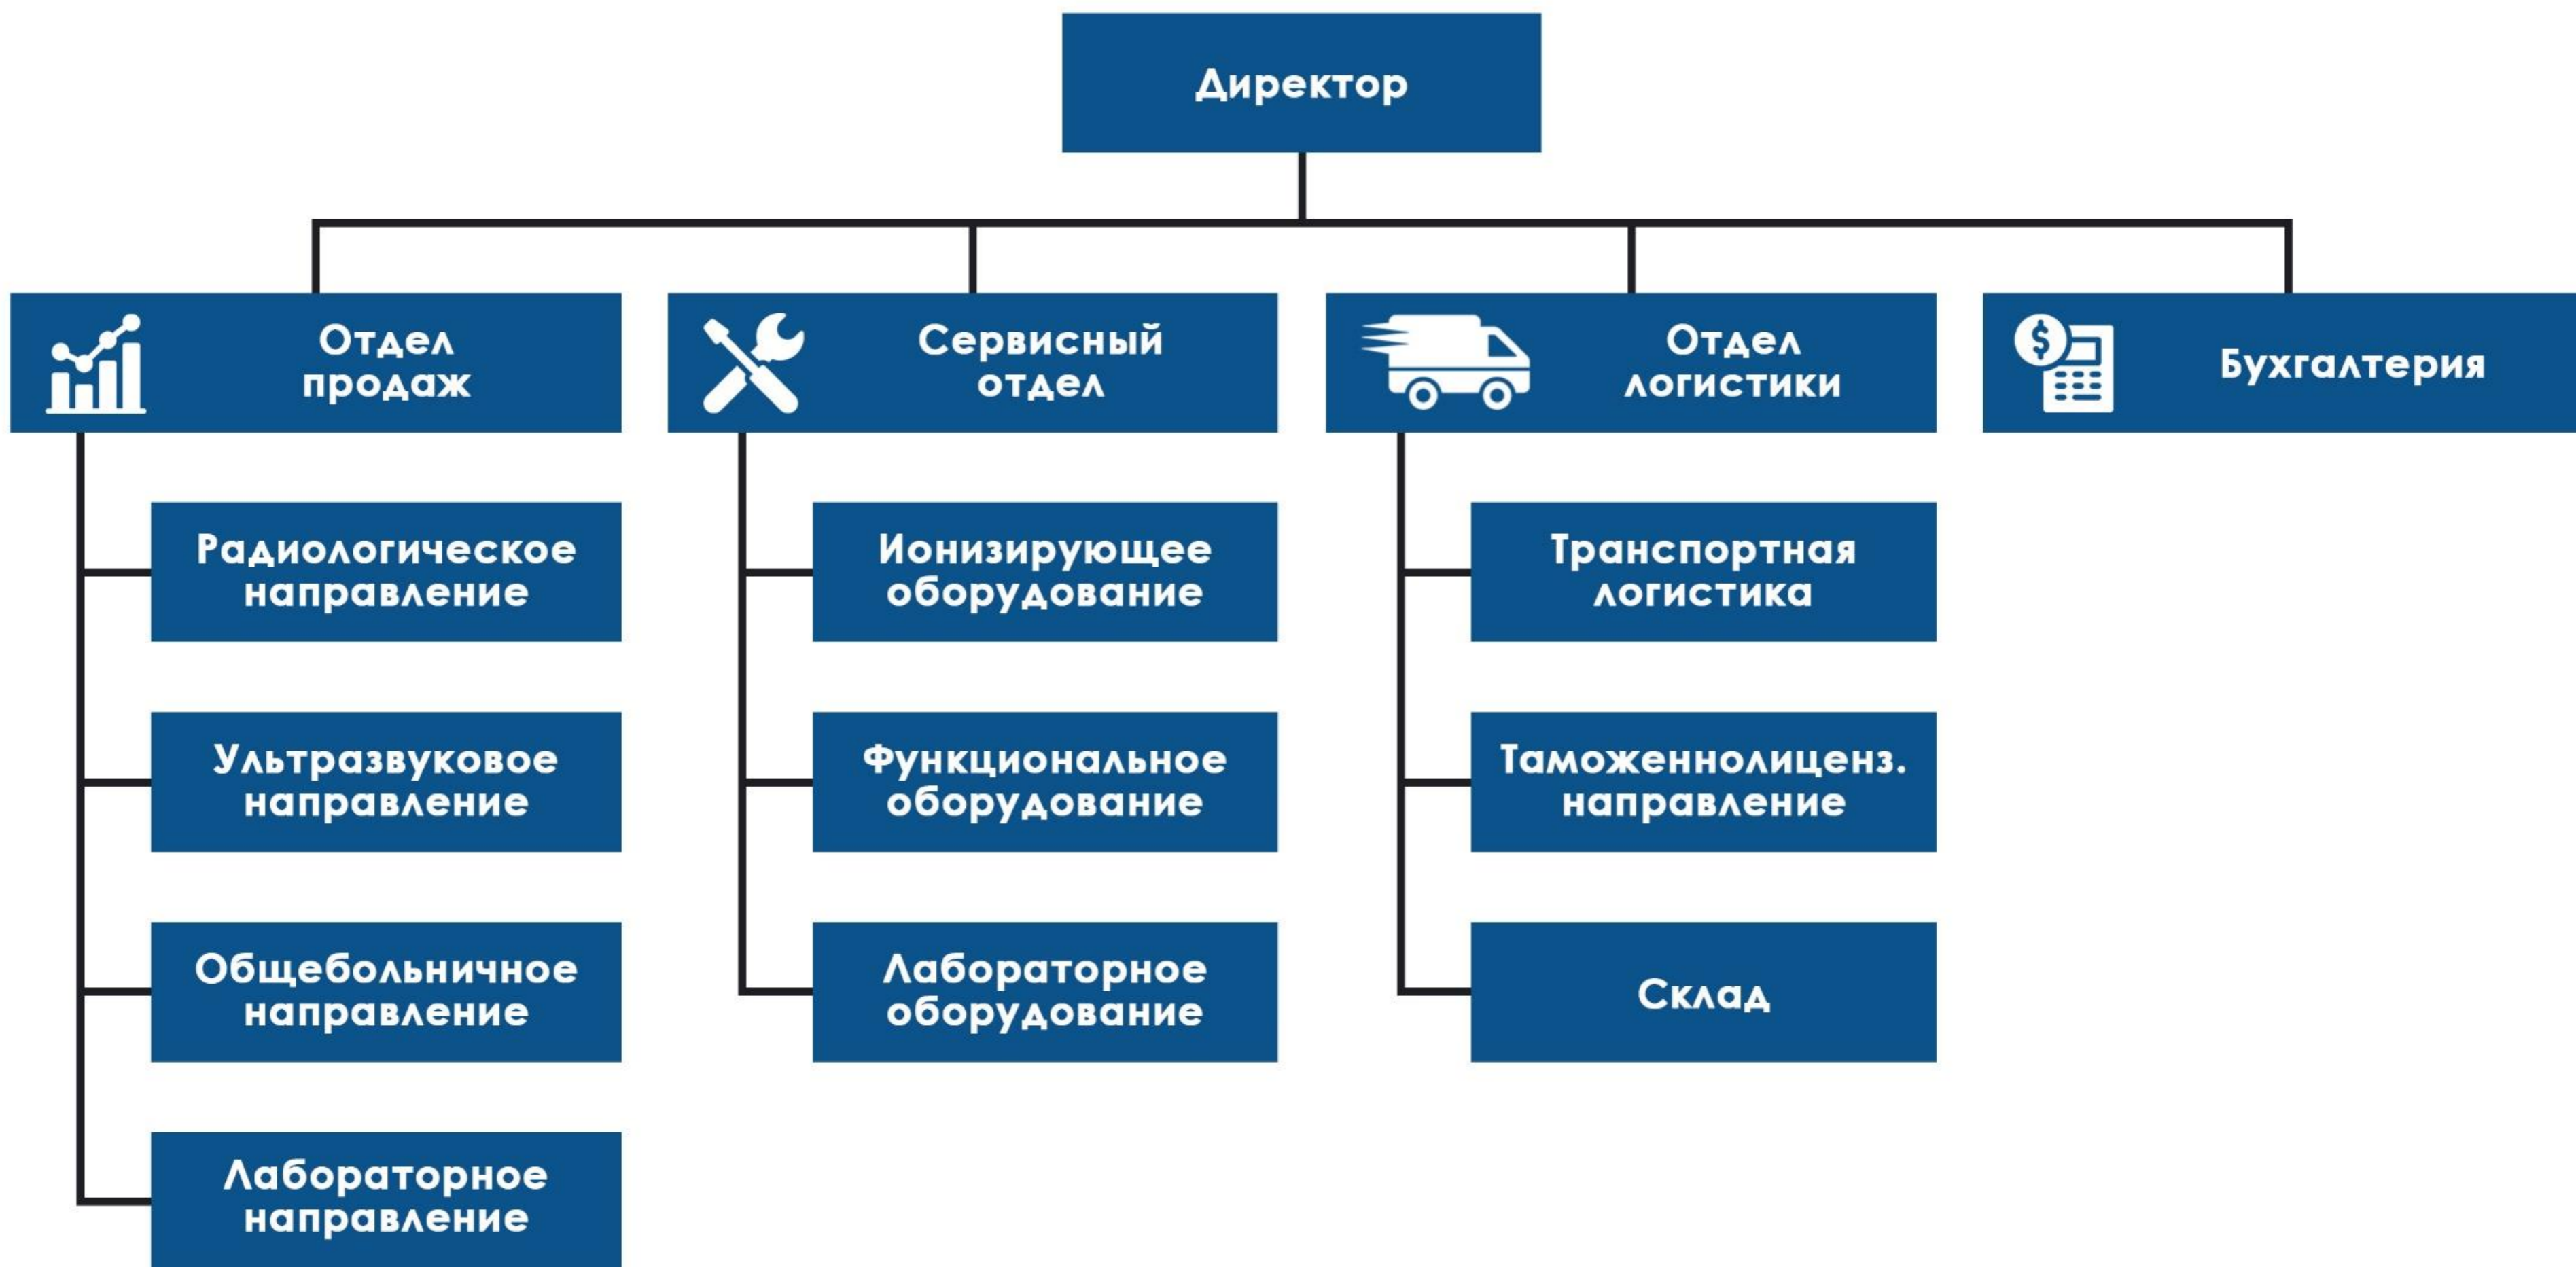 Директор
Отдел
продаж
Сервисный
отдел
Отдел
логистики
Бухгалтерия
Радиологическое
направление
Ионизирующее
оборудование
Транспортная
логистика
Ультразвуковое
направление
Функциональное
оборудование
Таможеннолиценз.
направление
Общебольничное
направление
Лабораторное
оборудование
Склад
Лабораторное
направление